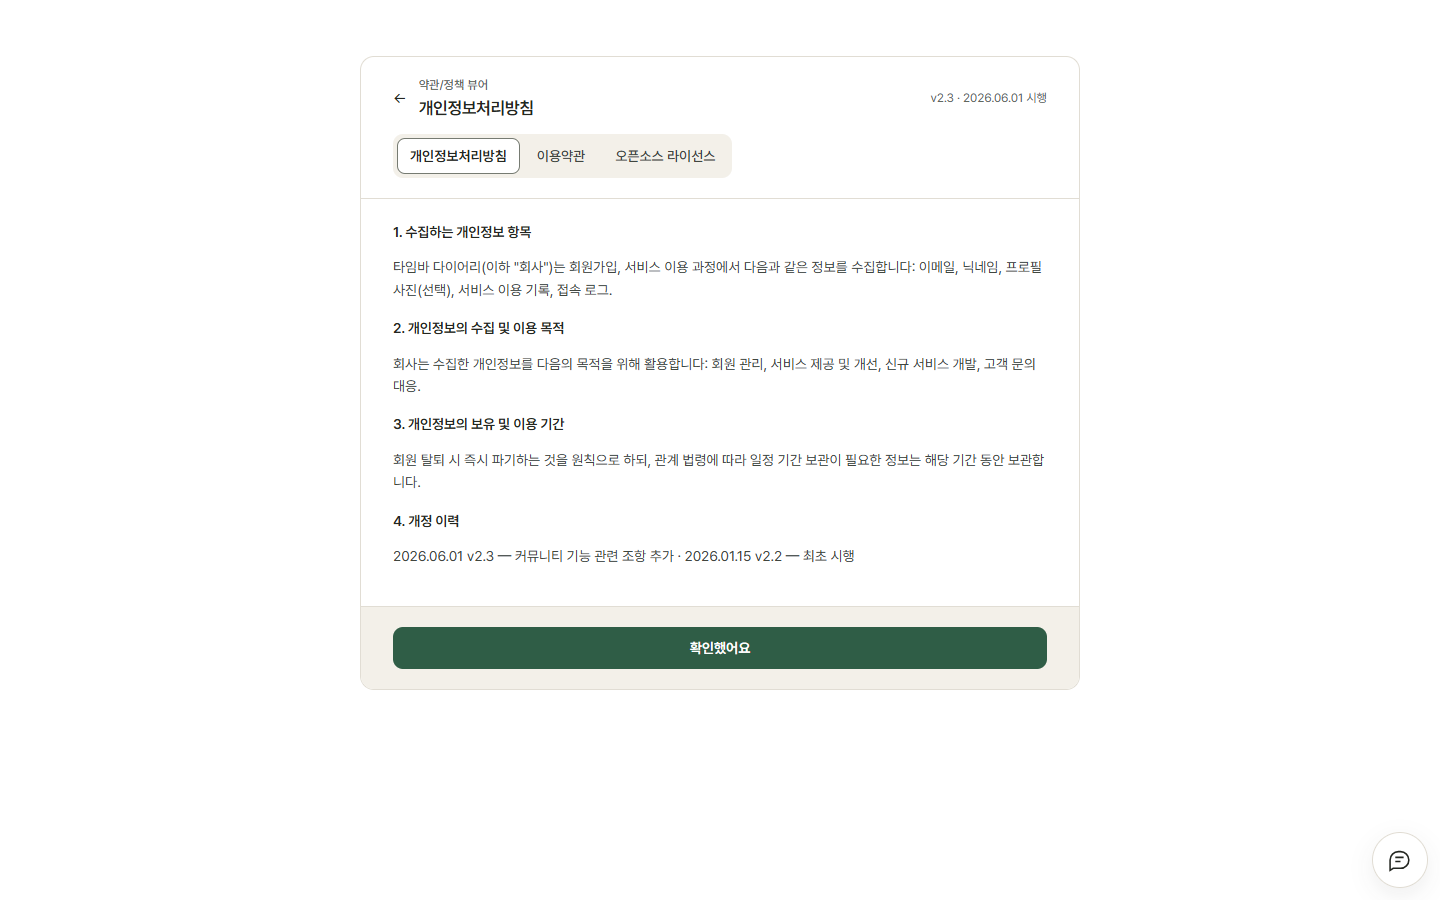 약관/정책 뷰어
개인정보처리방침
v2.3 · 2026.06.01 시행
개인정보처리방침
이용약관
오픈소스 라이선스
1. 수집하는 개인정보 항목
타임바 다이어리(이하 "회사")는 회원가입, 서비스 이용 과정에서 다음과 같은 정보를 수집합니다: 이메일, 닉네임, 프로필
사진(선택), 서비스 이용 기록, 접속 로그.
2. 개인정보의 수집 및 이용 목적
회사는 수집한 개인정보를 다음의 목적을 위해 활용합니다: 회원 관리, 서비스 제공 및 개선, 신규 서비스 개발, 고객 문의
대응.
3. 개인정보의 보유 및 이용 기간
회원 탈퇴 시 즉시 파기하는 것을 원칙으로 하되, 관계 법령에 따라 일정 기간 보관이 필요한 정보는 해당 기간 동안 보관합
니다.
4. 개정 이력
2026.06.01 v2.3 — 커뮤니티 기능 관련 조항 추가 · 2026.01.15 v2.2 — 최초 시행
확인했어요